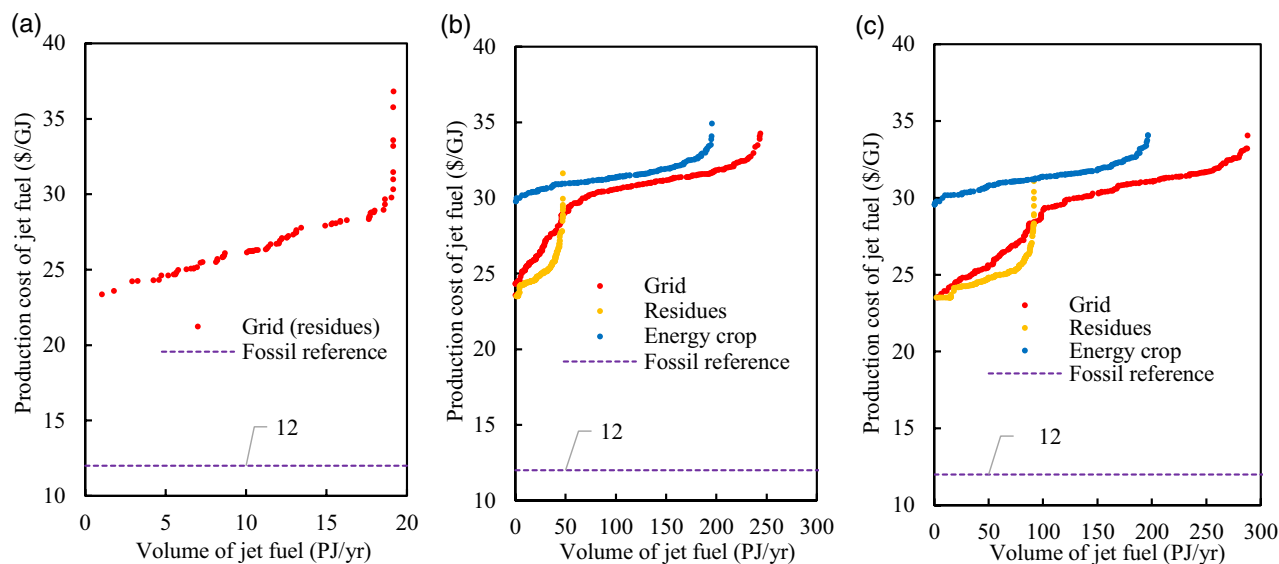 (a)
Production cost of jet fuel ($/GJ)
40
35
30
25
20
15
10
Grid (residues)
Fossil reference
12
0 5 10 15 20
Volume of jet fuel (PJ/yr)
(b)
Production cost of jet fuel ($/GJ)
40
35
30
25
20
15
10
Grid
Residues
Energy crop
Fossil reference
12
0 50 100 150 200 250 300
Volume of jet fuel (PJ/yr)
(c)
Production cost of jet fuel ($/GJ)
40
35
30
25
20
15
10
Grid
Residues
Energy crop
Fossil reference
12
0 50 100 150 200 250 300
Volume of jet fuel (PJ/yr)